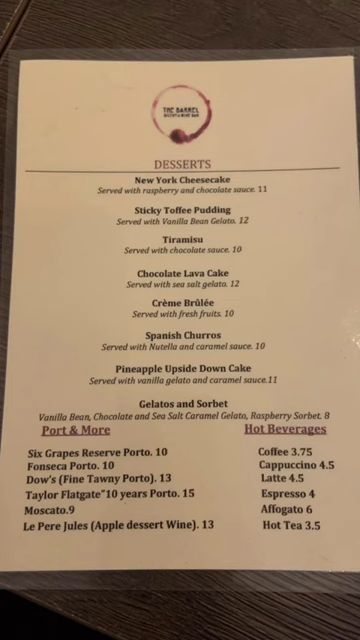 THE BARREL
BISTRO & WINE BAR
DESSERTS
New York Cheesecake
Served with raspberry and chocolate sauce. 11
Sticky Toffee Pudding
Served with Vanilla Bean Gelato. 12
Tiramisu
Served with chocolate sauce. 10
Chocolate Lava Cake
Served with sea salt gelato. 12
Crème Brûlée
Served with fresh fruits. 10
Spanish Churros
Served with Nutella and caramel sauce. 10
Pineapple Upside Down Cake
Served with vanilla gelato and caramel sauce.11
Gelatos and Sorbet
Vanilla Bean, Chocolate and Sea Salt Caramel Gelato, Raspberry Sorbet. 8
Port & More
Six Grapes Reserve Porto. 10
Fonseca Porto. 10
Dow's (Fine Tawny Porto). 13
Taylor Flatgate"10 years Porto. 15
Moscato.9
Le Pere Jules (Apple dessert Wine). 13
Hot Beverages
Coffee 3.75
Cappuccino 4.5
Latte 4.5
Espresso 4
Affogato 6
Hot Tea 3.5